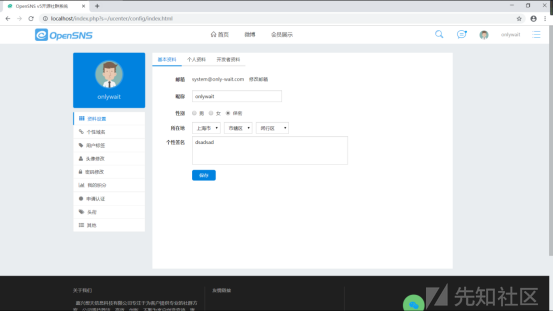 OpenSNS v6开源社群系统
localhost/index.php?s=/ucenter/config/index.html
OpenSNS
首页 微博 会员展示
onlywait
onlywait
基本资料 个人资料 开发者资料
邮箱 system@only-wait.com 修改邮箱
昵称 onlywait
性别 男 女 保密
所在地 上海市 市辖区 闵行区
个性签名 dsadsad
保存
资料设置
个性域名
用户标签
头像修改
密码修改
我的积分
申请认证
头衔
其他
关于我们
友情链接
先知社区